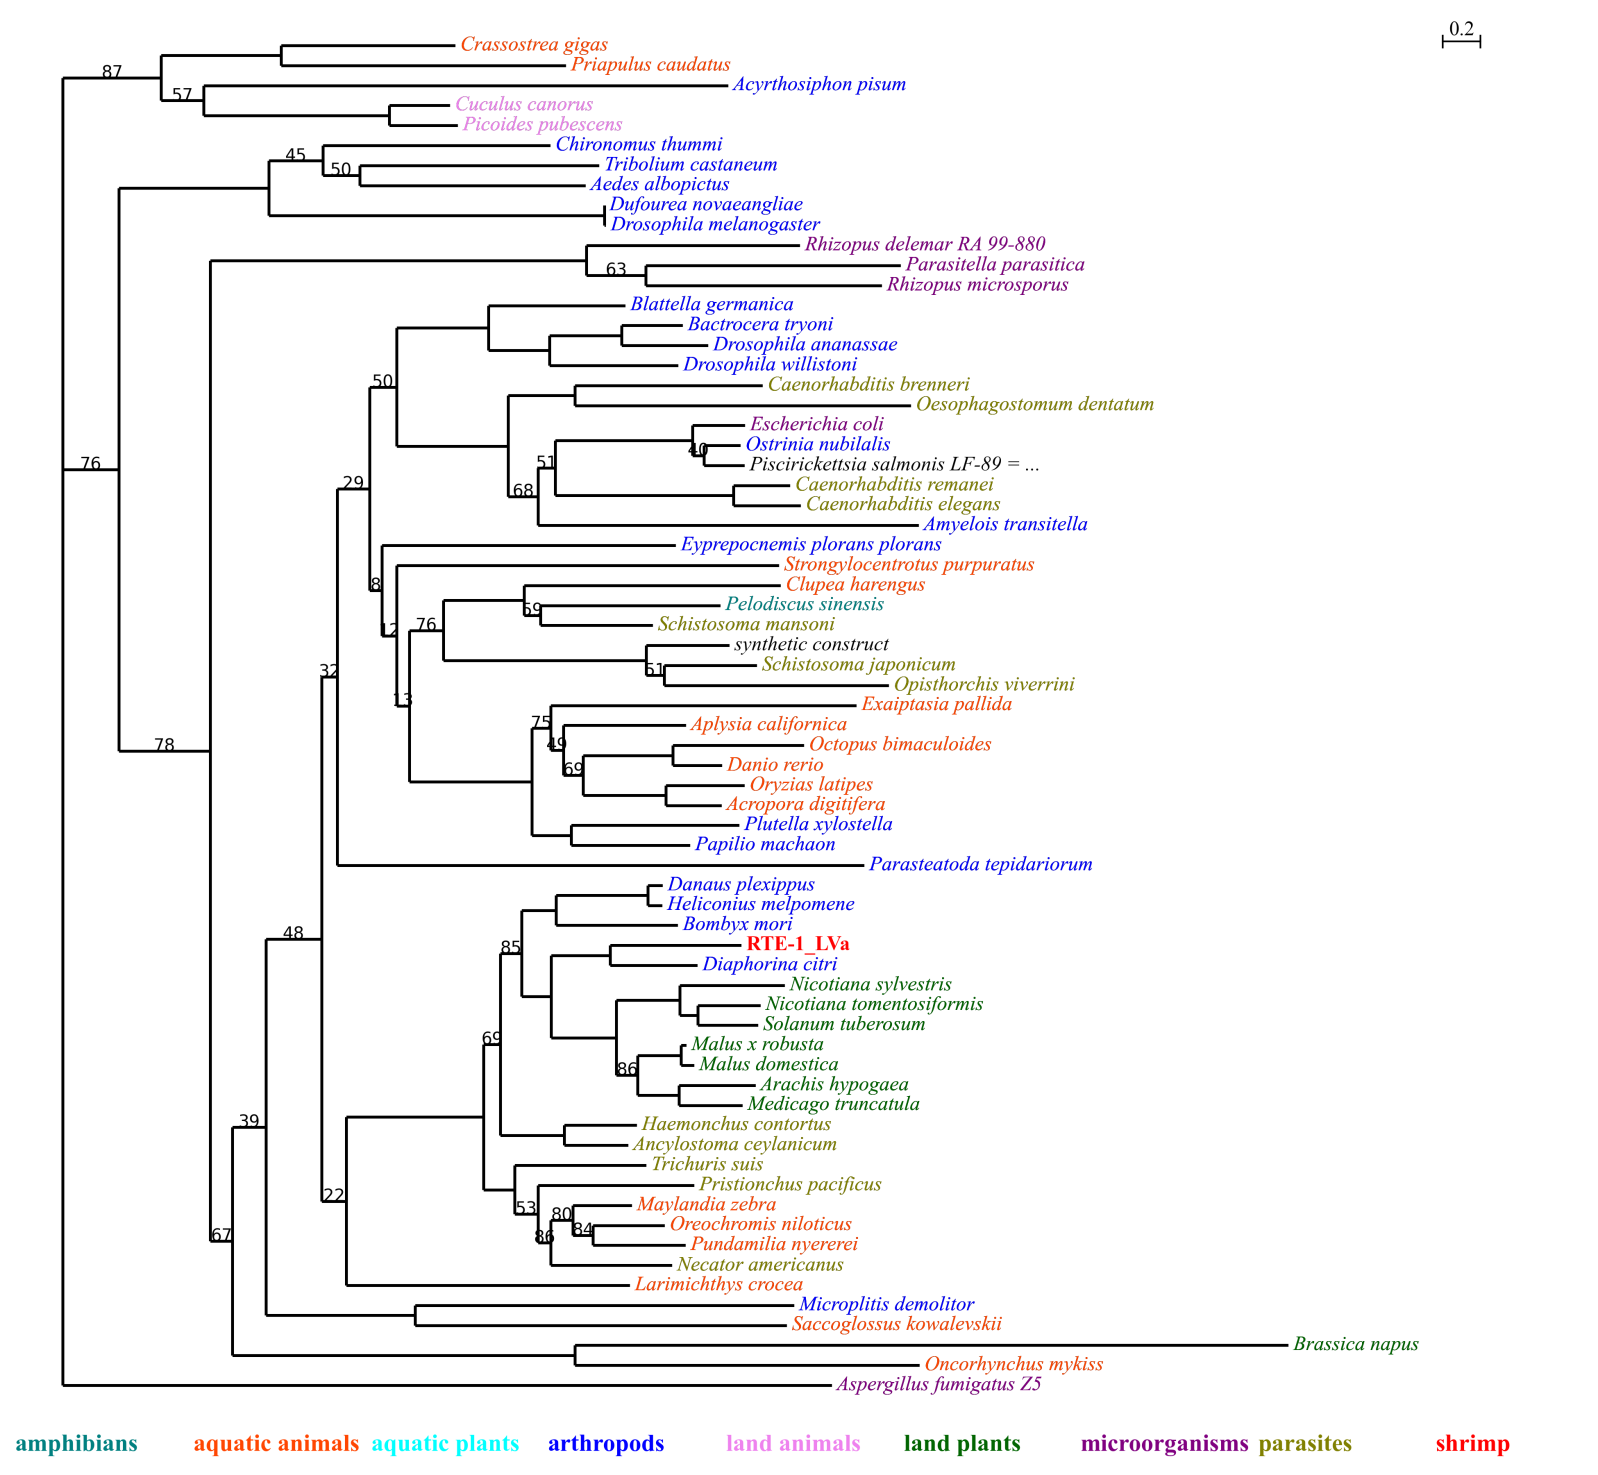 0.2
Crassostrea gigas
Priapulus caudatus
87
Acyrthosiphon pisum
57
Cuculus canorus
Picoides pubescens
Chironomus thummi
45
Tribolium castaneum
50
Aedes albopictus
Dufourea novaeangliae
Drosophila melanogaster
Rhizopus delemar RA 99-880
Parasitella parasitica
63
Rhizopus microsporus
Blattella germanica
Bactrocera tryoni
Drosophila ananassae
Drosophila willistoni
50
Caenorhabditis brenneri
Oesophagostomum dentatum
Escherichia coli
Ostrinia nubilalis
40
Piscirickettsia salmonis LF-89 = ...
51
76
29
Caenorhabditis remanei
68
Caenorhabditis elegans
Amyelois transitella
Eyprepocnemis plorans plorans
Strongylocentrotus purpuratus
8
Clupea harengus
Pelodiscus sinensis
59
Schistosoma mansoni
12
76
synthetic construct
Schistosoma japonicum
51
32
Opisthorchis viverrini
13
Exaiptasia pallida
75
Aplysia californica
78
49
Octopus bimaculoides
69
Danio rerio
Oryzias latipes
Acropora digitifera
Plutella xylostella
Papilio machaon
Parasteatoda tepidariorum
Danaus plexippus
Heliconius melpomene
Bombyx mori
48
85
RTE-1_LVa
Diaphorina citri
Nicotiana sylvestris
Nicotiana tomentosiformis
Solanum tuberosum
69
Malus x robusta
86
Malus domestica
Arachis hypogaea
Medicago truncatula
39
Haemonchus contortus
Ancylostoma ceylanicum
Trichuris suis
Pristionchus pacificus
22
53
Maylandia zebra
80
Oreochromis niloticus
84
67
86
Pundamilia nyererei
Necator americanus
Larimichthys crocea
Microplitis demolitor
Saccoglossus kowalevskii
Brassica napus
Oncorhynchus mykiss
Aspergillus fumigatus Z5
amphibians aquatic animals aquatic plants arthropods land animals land plants microorganisms parasites shrimp